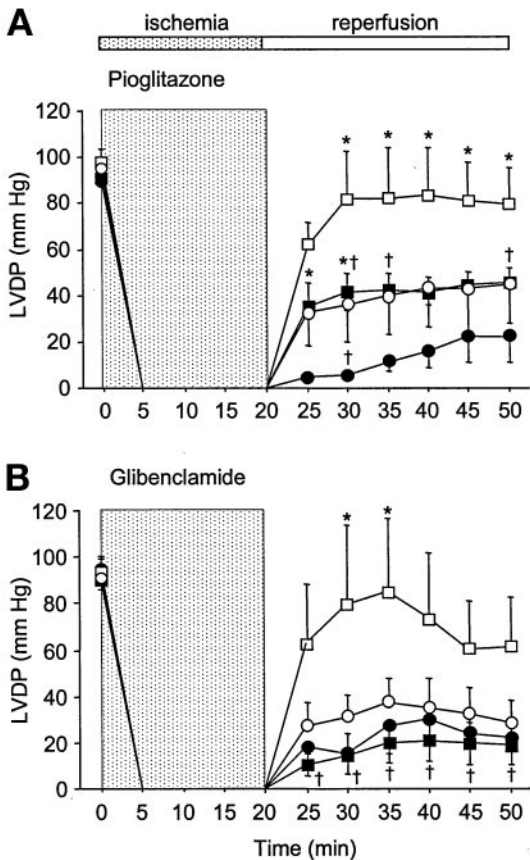 A
ischemia
reperfusion
Pioglitazone
LVDP (mm Hg)
120
100
80
60
40
20
0
* * * * *
* *† † †
†
0 5 10 15 20 25 30 35 40 45 50
B
Glibenclamide
LVDP (mm Hg)
120
100
80
60
40
20
0
* *
† † † † † †
0 5 10 15 20 25 30 35 40 45 50
Time (min)